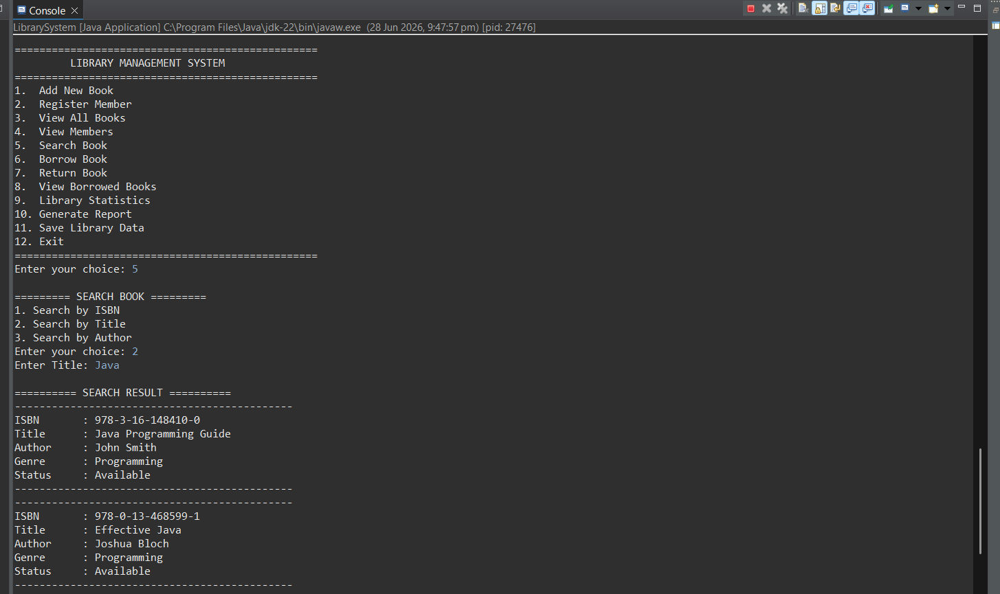 Console
LibrarySystem [Java Application] C:\Program Files\Java\jdk-22\bin\javaw.exe  (28 Jun 2026, 9:47:57 pm) [pid: 27476]
=================================================
         LIBRARY MANAGEMENT SYSTEM
=================================================
1.  Add New Book
2.  Register Member
3.  View All Books
4.  View Members
5.  Search Book
6.  Borrow Book
7.  Return Book
8.  View Borrowed Books
9.  Library Statistics
10. Generate Report
11. Save Library Data
12. Exit
=================================================
Enter your choice: 5
========= SEARCH BOOK =========
1. Search by ISBN
2. Search by Title
3. Search by Author
Enter your choice: 2
Enter Title: Java
========== SEARCH RESULT ==========
---------------------------------------------
ISBN       : 978-3-16-148410-0
Title      : Java Programming Guide
Author     : John Smith
Genre      : Programming
Status     : Available
---------------------------------------------
---------------------------------------------
ISBN       : 978-0-13-468599-1
Title      : Effective Java
Author     : Joshua Bloch
Genre      : Programming
Status     : Available
---------------------------------------------